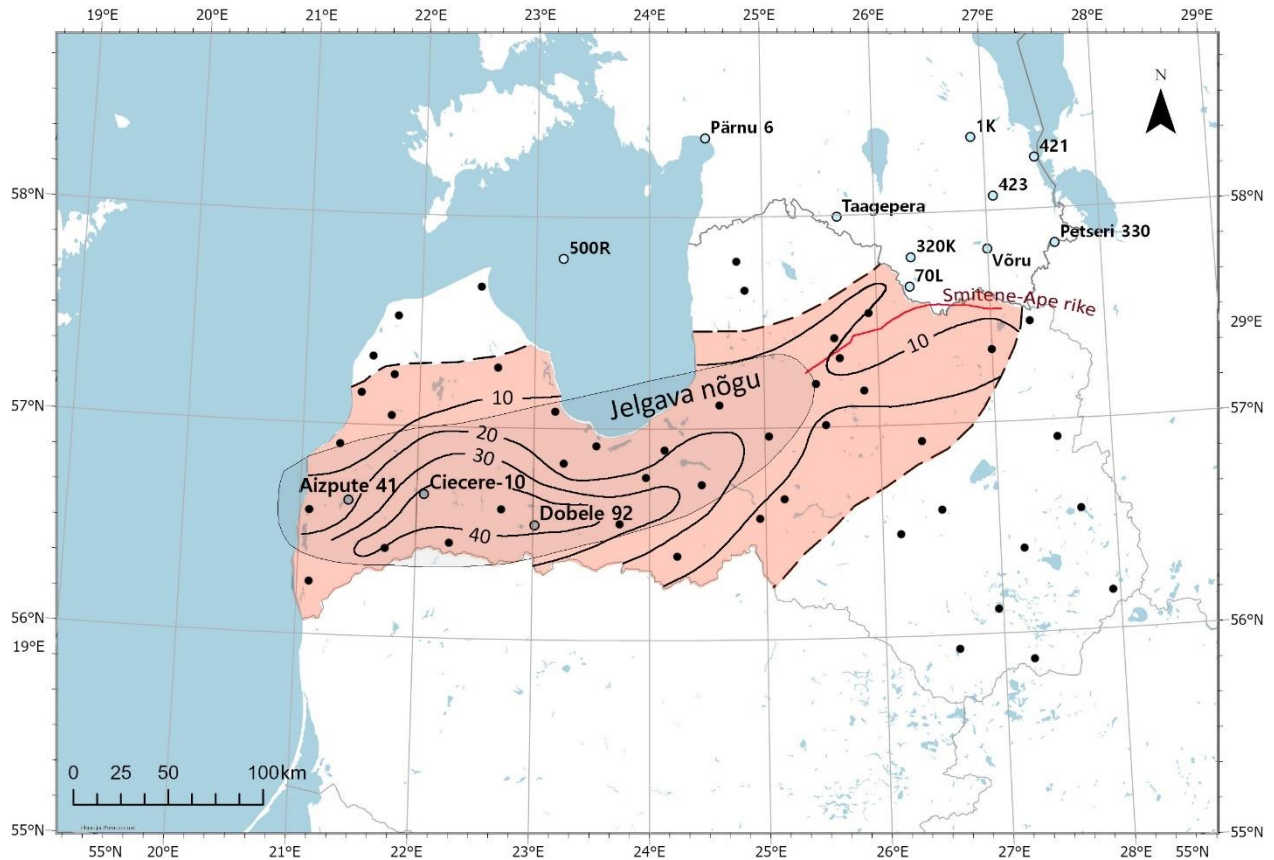 19°E 20°E 21°E 22°E 23°E 24°E 25°E 26°E 27°E 28°E 29°E
N
Pärnu 6
1K
421
423
58°N
58°N
Taagepera
Petseri 330
500R
320K
Võru
70L
Smitene-Ape rike
29°E
10
Jelgava nõgu
57°N
57°N
10
20
30
Aizpute 41
Ciecere-10
Dobele 92
40
56°N
56°N
19°E
0 25 50 100km
55°N
55°N
55°N 20°E 21°E 22°E 23°E 24°E 25°E 26°E 27°E 28°E 55°N